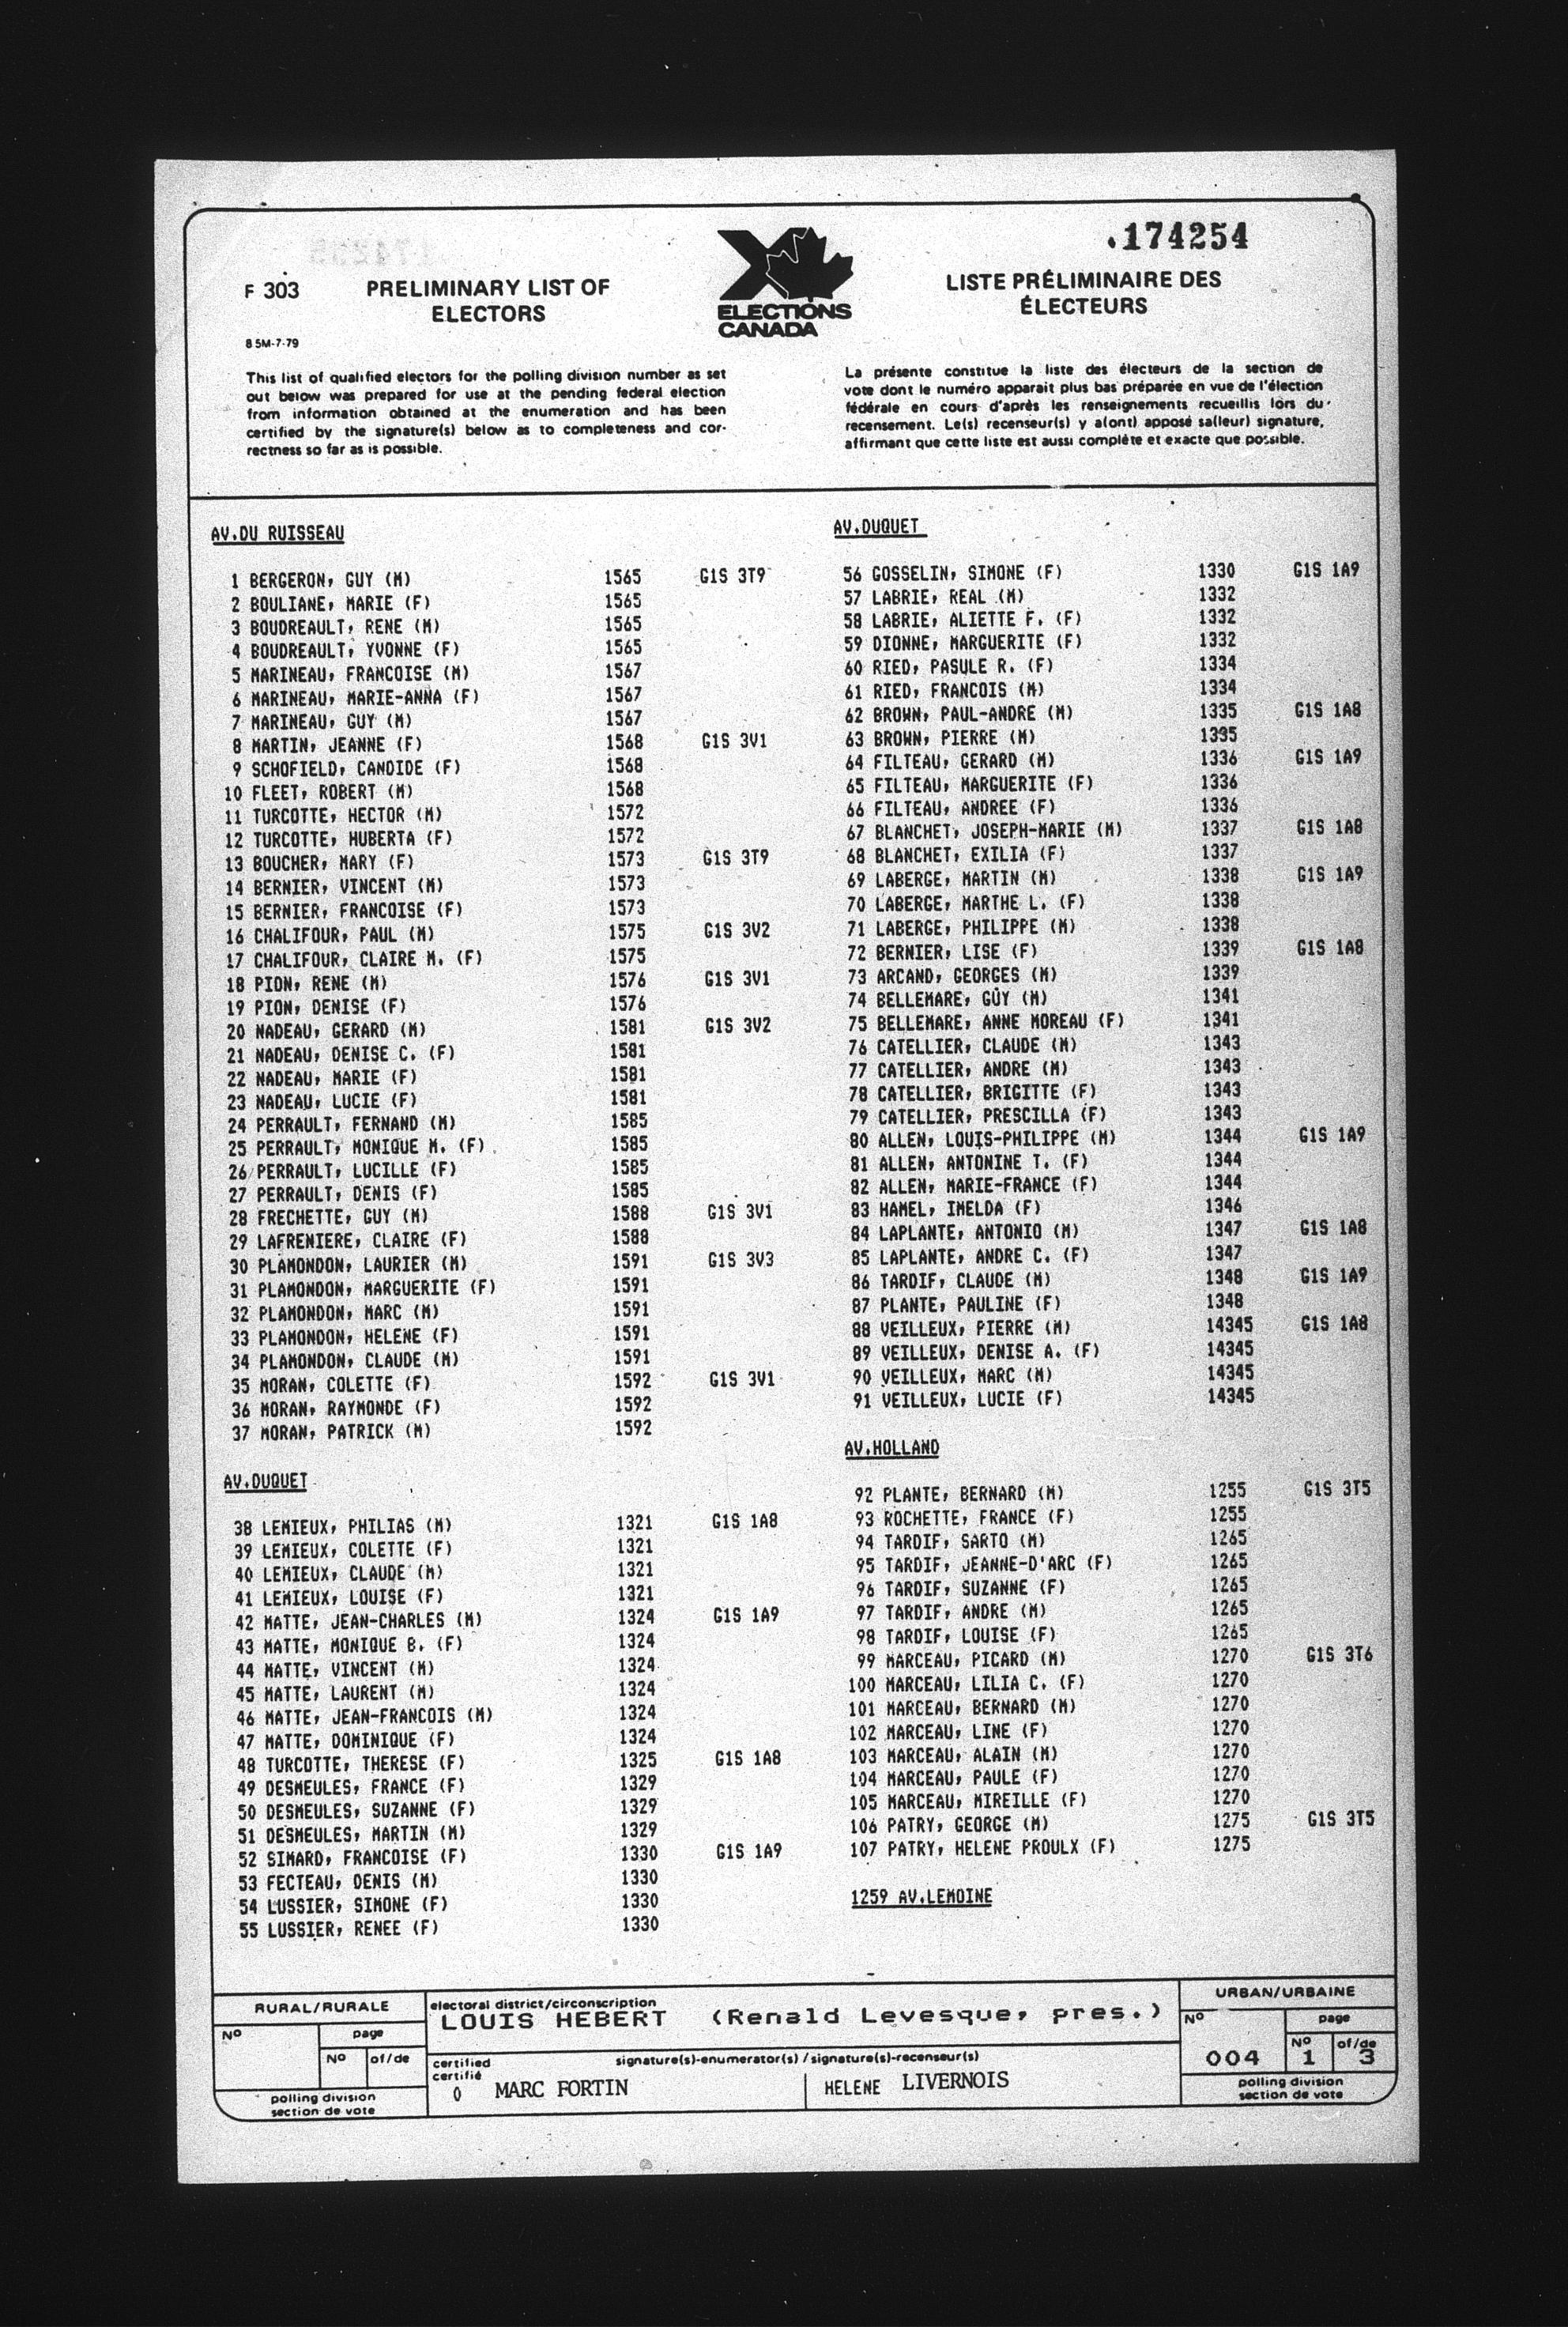 .174254
F 303
PRELIMINARY LIST OF
ELECTORS
ELECTIONS
CANADA
LISTE PRÉLIMINAIRE DES
ÉLECTEURS
85M-7-79
This list of qualified electors for the polling division number as set
out below was prepared for use at the pending federal election
from information obtained at the enumeration and has been
certified by the signature(s) below as to completeness and cor-
rectness so far as is possible.
La présente constitue la liste des électeurs de la section de
vote dont le numéro apparait plus bas préparée en vue de l'élection
fédérale en cours d'après les renseignements recueillis lors du
recensement. Le(s) recenseur(s) y a(ont) apposé sa(leur) signature,
affirmant que cette liste est aussi complète et exacte que possible.
AV.DU RUISSEAU
1 BERGERON, GUY (M) 1565 G1S 3T9
2 BOULIANE, MARIE (F) 1565
3 BOUDREAULT, RENE (M) 1565
4 BOUDREAULT, YVONNE (F) 1565
5 MARINEAU, FRANCOISE (M) 1567
6 MARINEAU, MARIE-ANNA (F) 1567
7 MARINEAU, GUY (M) 1567
8 MARTIN, JEANNE (F) 1568 G1S 3V1
9 SCHOFIELD, CANDIDE (F) 1568
10 FLEET, ROBERT (M) 1568
11 TURCOTTE, HECTOR (M) 1572
12 TURCOTTE, HUBERTA (F) 1572
13 BOUCHER, MARY (F) 1573 G1S 3T9
14 BERNIER, VINCENT (M) 1573
15 BERNIER, FRANCOISE (F) 1573
16 CHALIFOUR, PAUL (M) 1575 G1S 3V2
17 CHALIFOUR, CLAIRE M. (F) 1575
18 PION, RENE (M) 1576 G1S 3V1
19 PION, DENISE (F) 1576
20 NADEAU, GERARD (M) 1581 G1S 3V2
21 NADEAU, DENISE C. (F) 1581
22 NADEAU, MARIE (F) 1581
23 NADEAU, LUCIE (F) 1581
24 PERRAULT, FERNAND (M) 1585
25 PERRAULT, MONIQUE M. (F) 1585
26 PERRAULT, LUCILLE (F) 1585
27 PERRAULT, DENIS (F) 1585
28 FRECHETTE, GUY (M) 1588 G1S 3V1
29 LAFRENIERE, CLAIRE (F) 1588
30 PLAMONDON, LAURIER (M) 1591 G1S 3V3
31 PLAMONDON, MARGUERITE (F) 1591
32 PLAMONDON, MARC (M) 1591
33 PLAMONDON, HELENE (F) 1591
34 PLAMONDON, CLAUDE (M) 1591
35 MORAN, COLETTE (F) 1592 G1S 3V1
36 MORAN, RAYMONDE (F) 1592
37 MORAN, PATRICK (M) 1592
AV.DUQUET
38 LEMIEUX, PHILIAS (M) 1321 G1S 1A8
39 LEMIEUX, COLETTE (F) 1321
40 LEMIEUX, CLAUDE (M) 1321
41 LEMIEUX, LOUISE (F) 1321
42 MATTE, JEAN-CHARLES (M) 1324 G1S 1A9
43 MATTE, MONIQUE B. (F) 1324
44 MATTE, VINCENT (M) 1324
45 MATTE, LAURENT (M) 1324
46 MATTE, JEAN-FRANCOIS (M) 1324
47 MATTE, DOMINIQUE (F) 1324
48 TURCOTTE, THERESE (F) 1325 G1S 1A8
49 DESMEULES, FRANCE (F) 1329
50 DESMEULES, SUZANNE (F) 1329
51 DESMEULES, MARTIN (M) 1329
52 SIMARD, FRANCOISE (F) 1330 G1S 1A9
53 FECTEAU, DENIS (M) 1330
54 LUSSIER, SIMONE (F) 1330
55 LUSSIER, RENEE (F) 1330
AV.DUQUET
56 GOSSELIN, SIMONE (F) 1330 G1S 1A9
57 LABRIE, REAL (M) 1332
58 LABRIE, ALIETTE F. (F) 1332
59 DIONNE, MARGUERITE (F) 1332
60 RIED, PASULE R. (F) 1334
61 RIED, FRANCOIS (M) 1334
62 BROWN, PAUL-ANDRE (M) 1335 G1S 1A8
63 BROWN, PIERRE (M) 1335
64 FILTEAU, GERARD (M) 1336 G1S 1A9
65 FILTEAU, MARGUERITE (F) 1336
66 FILTEAU, ANDREE (F) 1336
67 BLANCHET, JOSEPH-MARIE (M) 1337 G1S 1A8
68 BLANCHET, EXILIA (F) 1337
69 LABERGE, MARTIN (M) 1338 G1S 1A9
70 LABERGE, MARTHE L. (F) 1338
71 LABERGE, PHILIPPE (M) 1338
72 BERNIER, LISE (F) 1339 G1S 1A8
73 ARCAND, GEORGES (M) 1339
74 BELLEMARE, GUY (M) 1341
75 BELLEMARE, ANNE MOREAU (F) 1341
76 CATELLIER, CLAUDE (M) 1343
77 CATELLIER, ANDRE (M) 1343
78 CATELLIER, BRIGITTE (F) 1343
79 CATELLIER, PRESCILLA (F) 1343
80 ALLEN, LOUIS-PHILIPPE (M) 1344 G1S 1A9
81 ALLEN, ANTONINE T. (F) 1344
82 ALLEN, MARIE-FRANCE (F) 1344
83 HAMEL, IMELDA (F) 1346
84 LAPLANTE, ANTONIO (M) 1347 G1S 1A8
85 LAPLANTE, ANDRE C. (F) 1347
86 TARDIF, CLAUDE (M) 1348 G1S 1A9
87 PLANTE, PAULINE (F) 1348
88 VEILLEUX, PIERRE (M) 14345 G1S 1A8
89 VEILLEUX, DENISE A. (F) 14345
90 VEILLEUX, MARC (M) 14345
91 VEILLEUX, LUCIE (F) 14345
AV.HOLLAND
92 PLANTE, BERNARD (M) 1255 G1S 3T5
93 ROCHETTE, FRANCE (F) 1255
94 TARDIF, SARTO (M) 1265
95 TARDIF, JEANNE-D'ARC (F) 1265
96 TARDIF, SUZANNE (F) 1265
97 TARDIF, ANDRE (M) 1265
98 TARDIF, LOUISE (F) 1265
99 MARCEAU, PICARD (M) 1270 G1S 3T6
100 MARCEAU, LILIA C. (F) 1270
101 MARCEAU, BERNARD (M) 1270
102 MARCEAU, LINE (F) 1270
103 MARCEAU, ALAIN (M) 1270
104 MARCEAU, PAULE (F) 1270
105 MARCEAU, MIREILLE (F) 1270
106 PATRY, GEORGE (M) 1275 G1S 3T5
107 PATRY, HELENE PROULX (F) 1275
1259 AV.LEMOINE
RURAL/RURALE
Nº
page
Nº of/de
polling division
section de vote
electoral district/circonscription
LOUIS HEBERT (Renald Levesque, pres.)
certified
certifié
signature(s)-enumerator(s)/signature(s)-recenseur(s)
0 MARC FORTIN
HELENE LIVERNOIS
URBAN/URBAINE
Nº
page
004
Nº of/de
1 3
polling division
section de vote